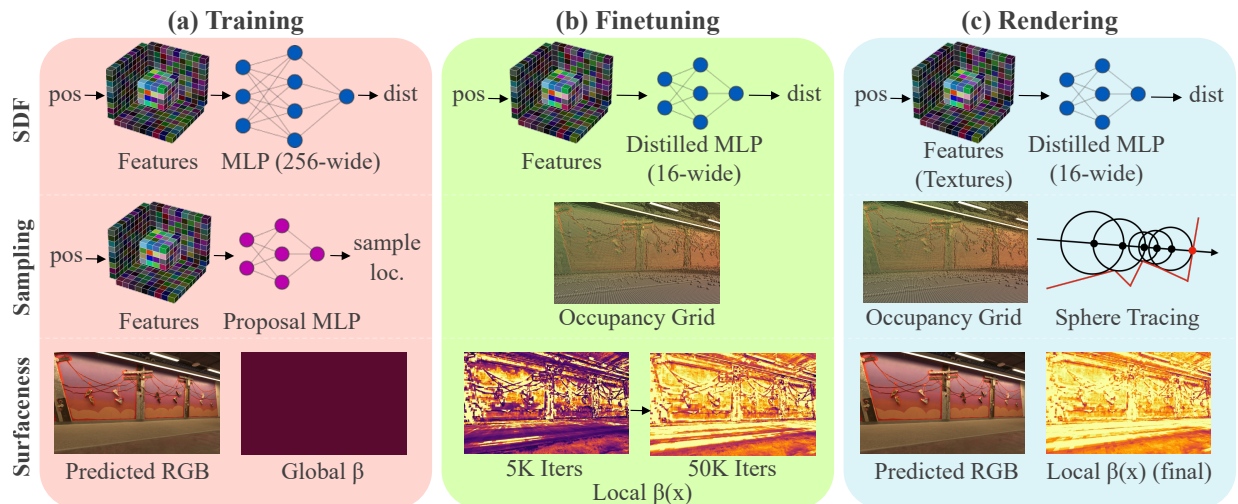 (a) Training
(b) Finetuning
(c) Rendering
SDF
pos
dist
Features
MLP (256-wide)
pos
dist
Features
Distilled MLP
(16-wide)
pos
dist
Features
(Textures)
Distilled MLP
(16-wide)
Sampling
pos
sample
loc.
Features
Proposal MLP
Occupancy Grid
Occupancy Grid
Sphere Tracing
Surfaceness
Predicted RGB
Global β
5K Iters
50K Iters
Local β(x)
Predicted RGB
Local β(x) (final)